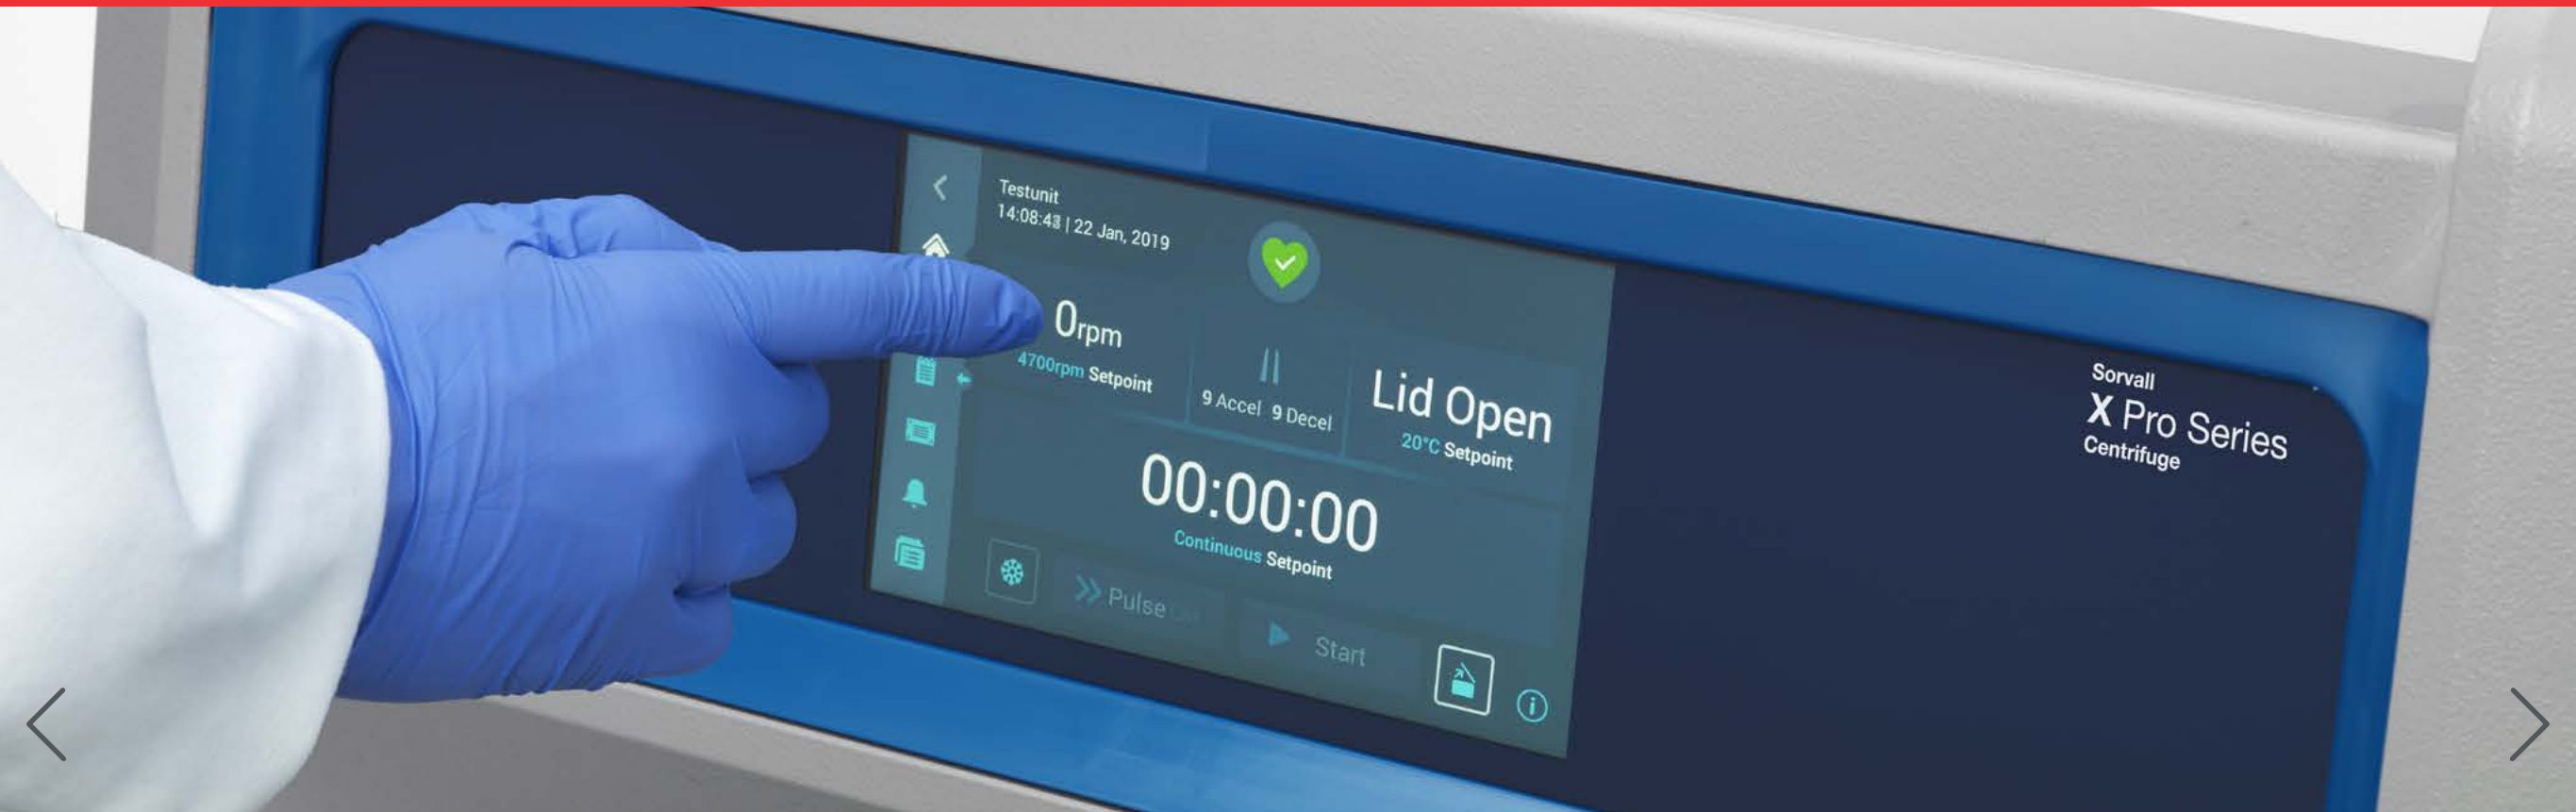 Testunit
14:08:43 | 22 Jan, 2019
0rpm
4700rpm Setpoint
9 Accel 9 Decel
Lid Open
20°C Setpoint
00:00:00
Continuous Setpoint
Pulse
Start
Sorvall
X Pro Series
Centrifuge